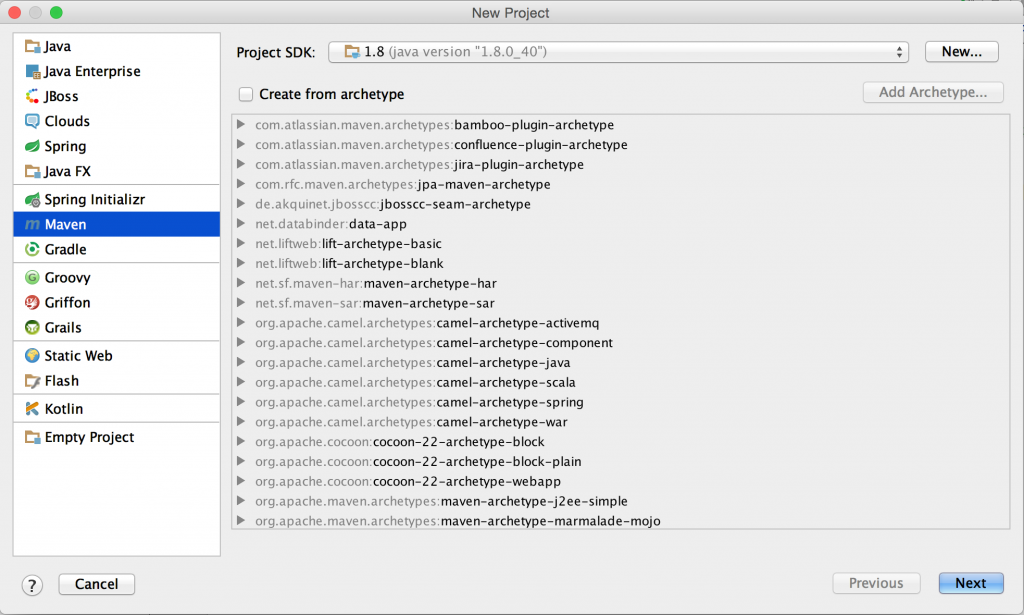 New Project
Java
Java Enterprise
JBoss
Clouds
Spring
Java FX
Spring Initializr
m Maven
Gradle
G Groovy
Griffon
Grails
Static Web
Flash
Kotlin
Empty Project
Project SDK: 1.8 (java version "1.8.0_40") New...
Create from archetype Add Archetype...
com.atlassian.maven.archetypes:bamboo-plugin-archetype
com.atlassian.maven.archetypes:confluence-plugin-archetype
com.atlassian.maven.archetypes:jira-plugin-archetype
com.rfc.maven.archetypes:jpa-maven-archetype
de.akquinet.jbosscc:jbosscc-seam-archetype
net.databinder:data-app
net.liftweb:lift-archetype-basic
net.liftweb:lift-archetype-blank
net.sf.maven-har:maven-archetype-har
net.sf.maven-sar:maven-archetype-sar
org.apache.camel.archetypes:camel-archetype-activemq
org.apache.camel.archetypes:camel-archetype-component
org.apache.camel.archetypes:camel-archetype-java
org.apache.camel.archetypes:camel-archetype-scala
org.apache.camel.archetypes:camel-archetype-spring
org.apache.camel.archetypes:camel-archetype-war
org.apache.cocoon:cocoon-22-archetype-block
org.apache.cocoon:cocoon-22-archetype-block-plain
org.apache.cocoon:cocoon-22-archetype-webapp
org.apache.maven.archetypes:maven-archetype-j2ee-simple
org.apache.maven.archetypes:maven-archetype-marmalade-mojo
? Cancel Previous Next